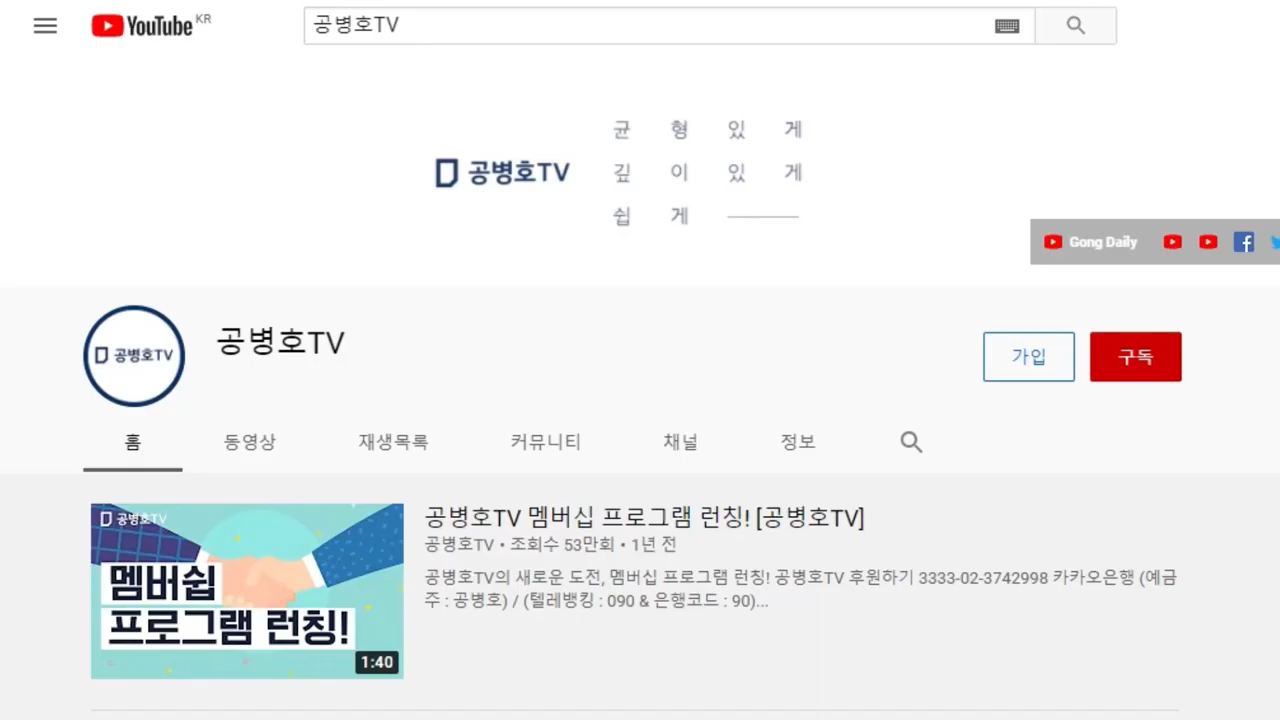 YouTube KR
공병호TV
균 형 있 게
공병호TV
깊 이 있 게
쉽 게
Gong Daily
공병호TV
공병호TV
가입
구독
홈
동영상
재생목록
커뮤니티
채널
정보
공병호TV
멤버쉽
프로그램 런칭!
1:40
공병호TV 멤버십 프로그램 런칭! [공병호TV]
공병호TV • 조회수 53만회 • 1년 전
공병호TV의 새로운 도전, 멤버십 프로그램 런칭! 공병호TV 후원하기 3333-02-3742998 카카오은행 (예금
주 : 공병호) / (텔레뱅킹 : 090 & 은행코드 : 90)...